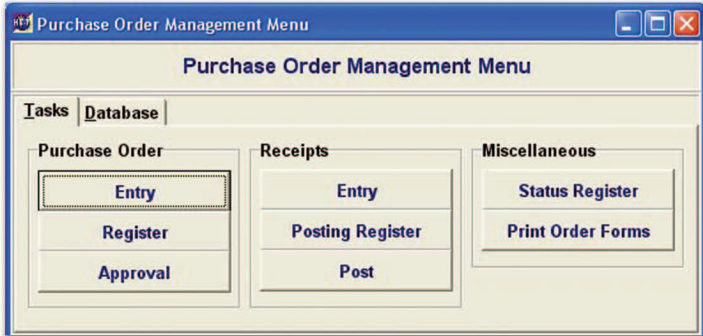 Purchase Order Management Menu
Purchase Order Management Menu
Tasks Database
Purchase Order
Entry
Register
Approval
Receipts
Entry
Posting Register
Post
Miscellaneous
Status Register
Print Order Forms